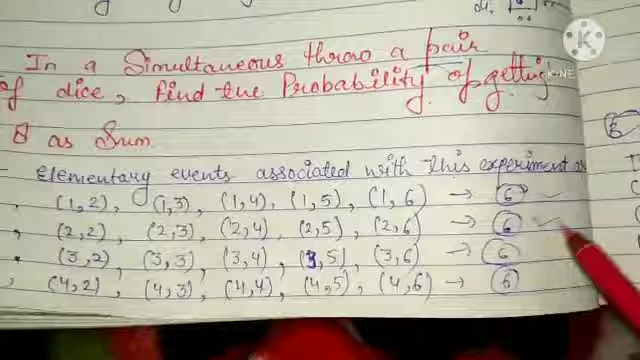 In a Simultaneous throw a pair
of dice, find the Probability of getting
8 as Sum
Elementary events associated with this experiment
(1,2), (1,3), (1,4), (1,5), (1,6) → 6
(2,2), (2,3), (2,4), (2,5), (2,6) → 6
(3,2), (3,3), (3,4), (3,5), (3,6) → 6
(4,2), (4,3), (4,4), (4,5), (4,6) → 6
KINE